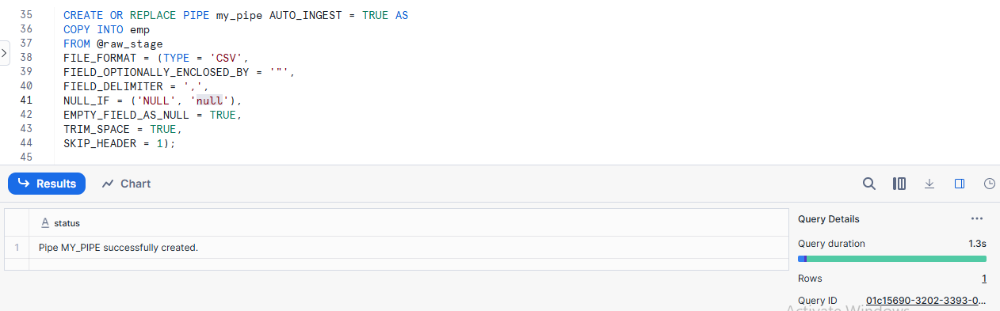 35 CREATE OR REPLACE PIPE my_pipe AUTO_INGEST = TRUE AS
36 COPY INTO emp
37 FROM @raw_stage
38 FILE_FORMAT = (TYPE = 'CSV',
39 FIELD_OPTIONALLY_ENCLOSED_BY = '"',
40 FIELD_DELIMITER = ',',
41 NULL_IF = ('NULL', 'null'),
42 EMPTY_FIELD_AS_NULL = TRUE,
43 TRIM_SPACE = TRUE,
44 SKIP_HEADER = 1);
45
Results Chart
A status
1 Pipe MY_PIPE successfully created.
Query Details ...
Query duration 1.3s
Rows 1
Query ID 01c15690-3202-3393-0...
Activate Windows